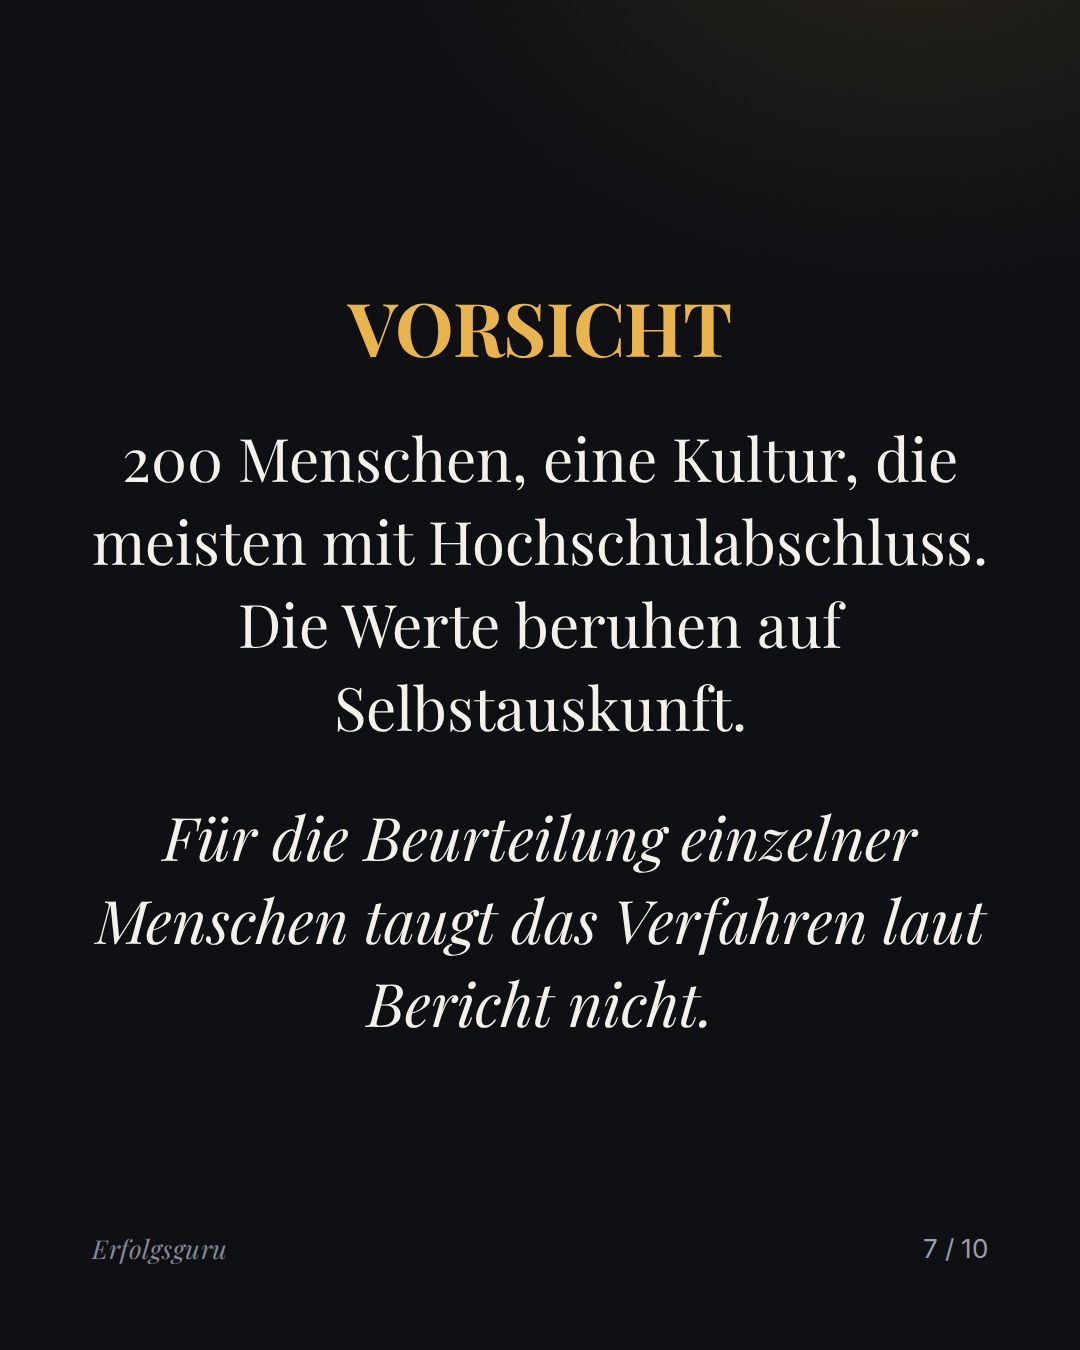 VORSICHT
200 Menschen, eine Kultur, die
meisten mit Hochschulabschluss.
Die Werte beruhen auf
Selbstauskunft.
Für die Beurteilung einzelner
Menschen taugt das Verfahren laut
Bericht nicht.
Erfolgsguru
7 / 10